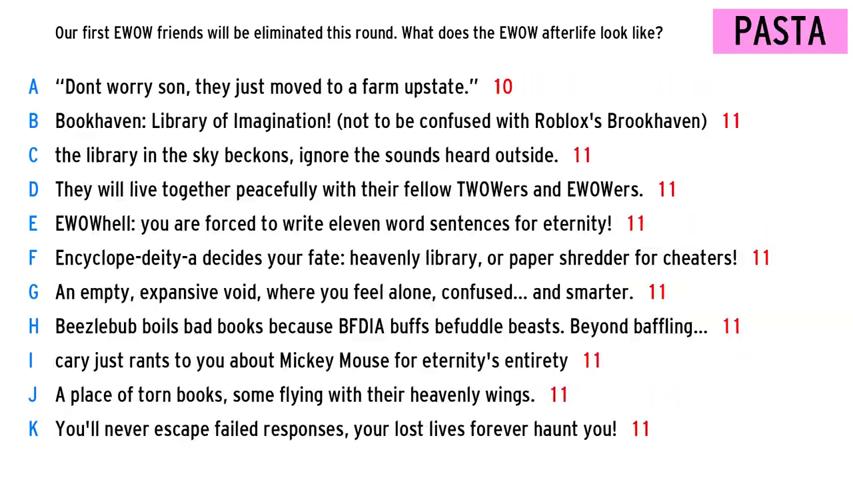 Our first EWOW friends will be eliminated this round. What does the EWOW afterlife look like?
PASTA
A “Dont worry son, they just moved to a farm upstate.” 10
B Bookhaven: Library of Imagination! (not to be confused with Roblox's Brookhaven) 11
C the library in the sky beckons, ignore the sounds heard outside. 11
D They will live together peacefully with their fellow TWOWers and EWOWers. 11
E EWOWhell: you are forced to write eleven word sentences for eternity! 11
F Encyclope-deity-a decides your fate: heavenly library, or paper shredder for cheaters! 11
G An empty, expansive void, where you feel alone, confused... and smarter. 11
H Beezlebub boils bad books because BFDIA buffs befuddle beasts. Beyond baffling... 11
I cary just rants to you about Mickey Mouse for eternity's entirety 11
J A place of torn books, some flying with their heavenly wings. 11
K You'll never escape failed responses, your lost lives forever haunt you! 11